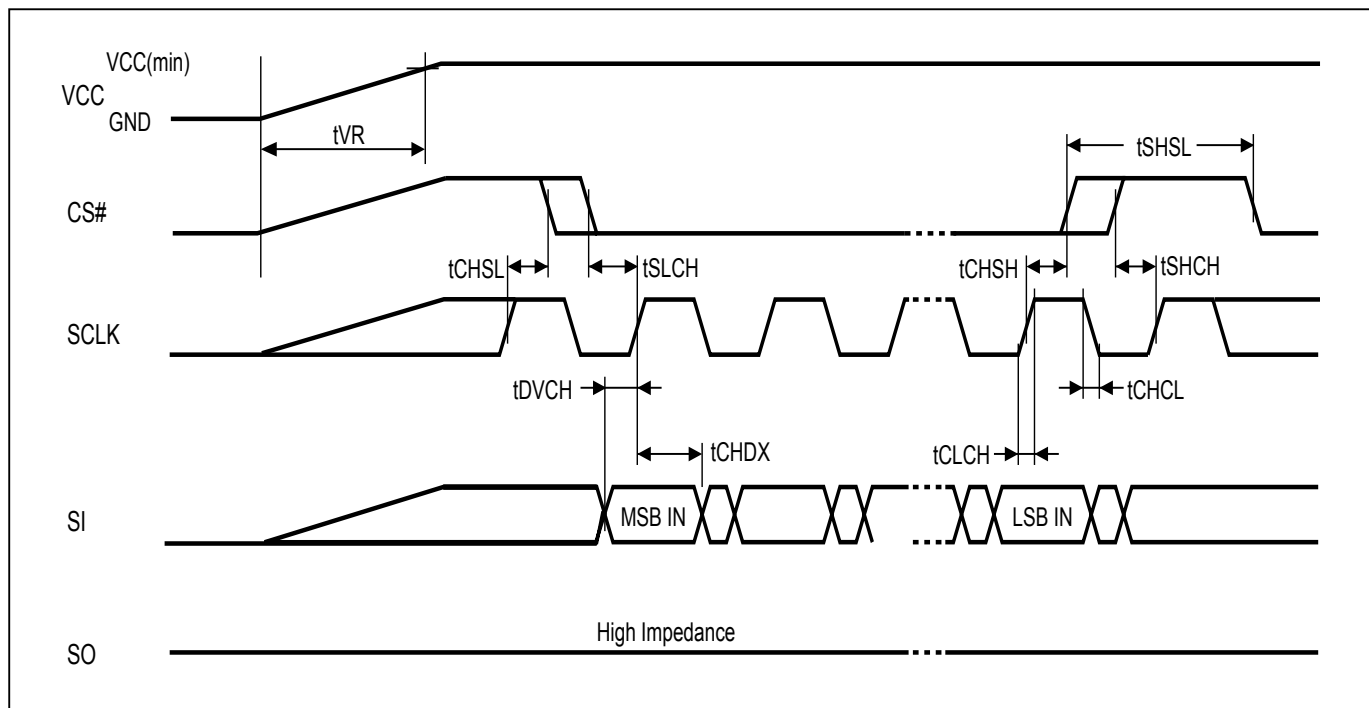 VCC(min)
VCC
GND
tVR
tSHSL
CS#
tCHSL
tSLCH
tCHSH
tSHCH
SCLK
tDVCH
tCHCL
tCHDX
tCLCH
SI
MSB IN
LSB IN
High Impedance
SO